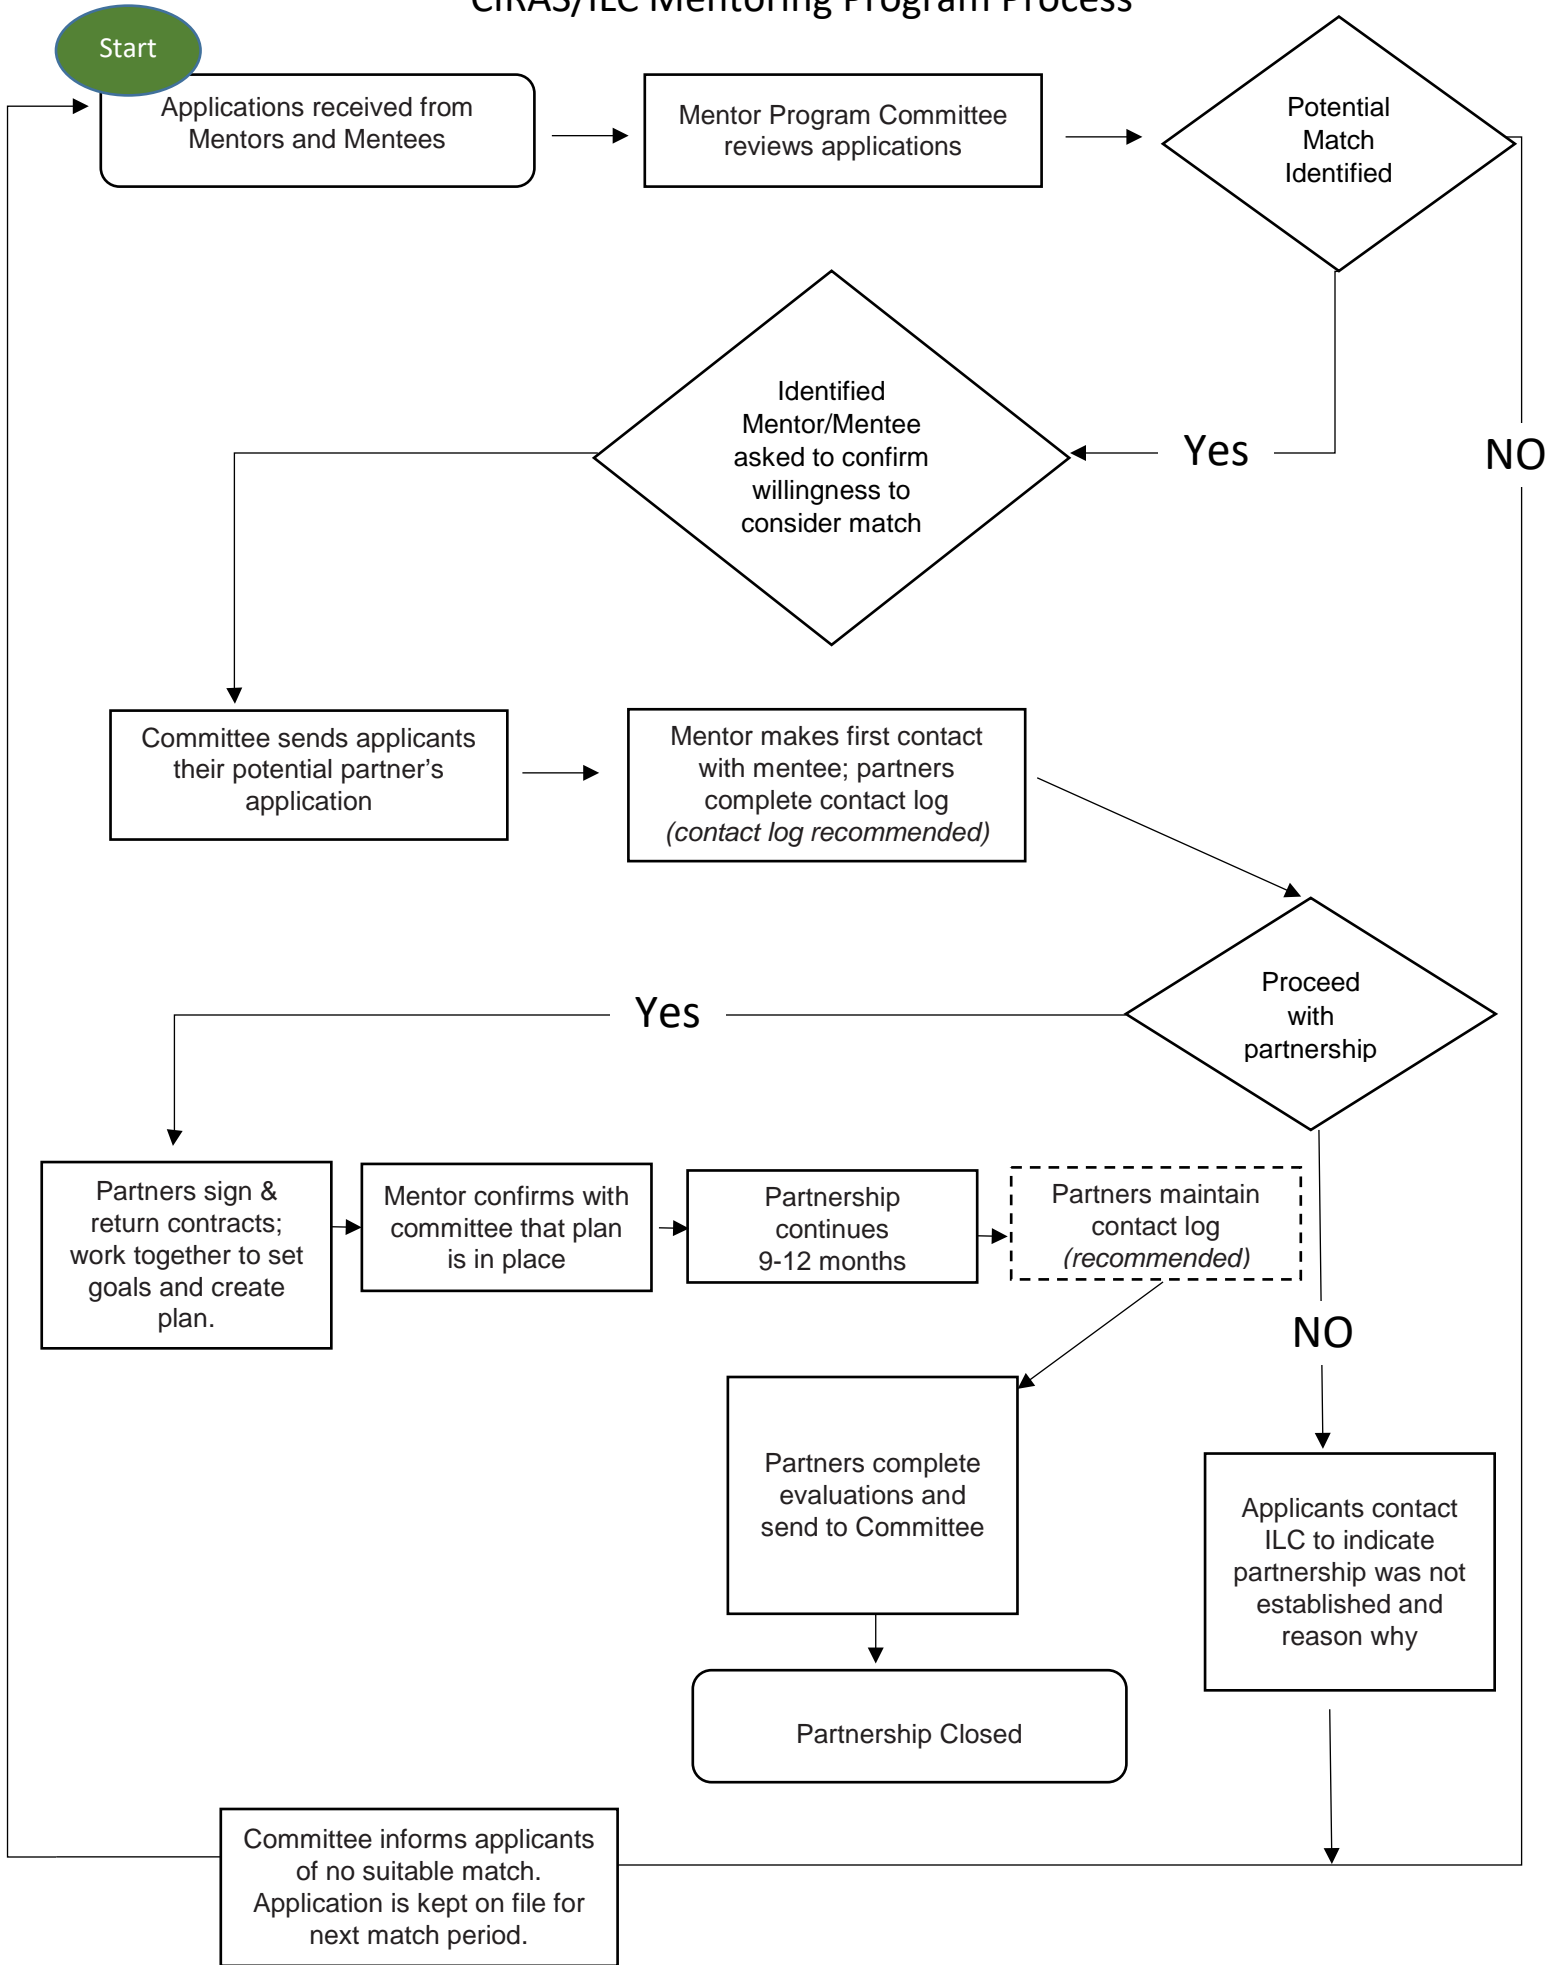 CIRAS/ILC Mentoring Program Process
Start
Applications received from
Mentors and Mentees
Mentor Program Committee
reviews applications
Potential
Match
Identified
Identified
Mentor/Mentee
asked to confirm
willingness to
consider match
Yes
NO
Committee sends applicants
their potential partner’s
application
Mentor makes first contact
with mentee; partners
complete contact log
(contact log recommended)
Proceed
with
partnership
Yes
Partners sign &
return contracts;
work together to set
goals and create
plan.
Mentor confirms with
committee that plan
is in place
Partnership
continues
9-12 months
Partners maintain
contact log
(recommended)
NO
Partners complete
evaluations and
send to Committee
Applicants contact
ILC to indicate
partnership was not
established and
reason why
Partnership Closed
Committee informs applicants
of no suitable match.
Application is kept on file for
next match period.